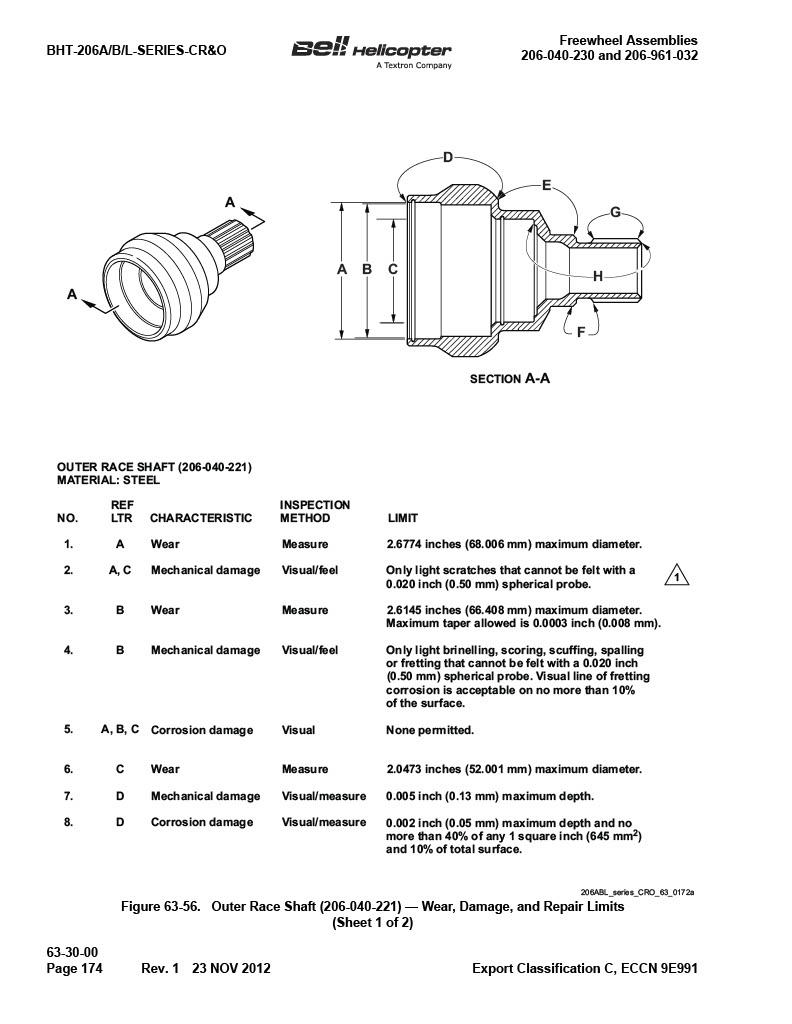 BHT-206A/B/L-SERIES-CR&O
Bell Helicopter
A Textron Company
Freewheel Assemblies
206-040-230 and 206-961-032
D
E
G
A
A
A B C
H
F
SECTION A-A
OUTER RACE SHAFT (206-040-221)
MATERIAL: STEEL
NO. REF LTR CHARACTERISTIC INSPECTION METHOD LIMIT
1. A Wear Measure 2.6774 inches (68.006 mm) maximum diameter.
2. A, C Mechanical damage Visual/feel Only light scratches that cannot be felt with a
0.020 inch (0.50 mm) spherical probe.
1
3. B Wear Measure 2.6145 inches (66.408 mm) maximum diameter.
Maximum taper allowed is 0.0003 inch (0.008 mm).
4. B Mechanical damage Visual/feel Only light brinelling, scoring, scuffing, spalling
or fretting that cannot be felt with a 0.020 inch
(0.50 mm) spherical probe. Visual line of fretting
corrosion is acceptable on no more than 10%
of the surface.
5. A, B, C Corrosion damage Visual None permitted.
6. C Wear Measure 2.0473 inches (52.001 mm) maximum diameter.
7. D Mechanical damage Visual/measure 0.005 inch (0.13 mm) maximum depth.
8. D Corrosion damage Visual/measure 0.002 inch (0.05 mm) maximum depth and no
more than 40% of any 1 square inch (645 mm²)
and 10% of total surface.
206ABL_series_CRO_63_0172a
Figure 63-56. Outer Race Shaft (206-040-221) — Wear, Damage, and Repair Limits
(Sheet 1 of 2)
63-30-00
Page 174 Rev. 1 23 NOV 2012 Export Classification C, ECCN 9E991